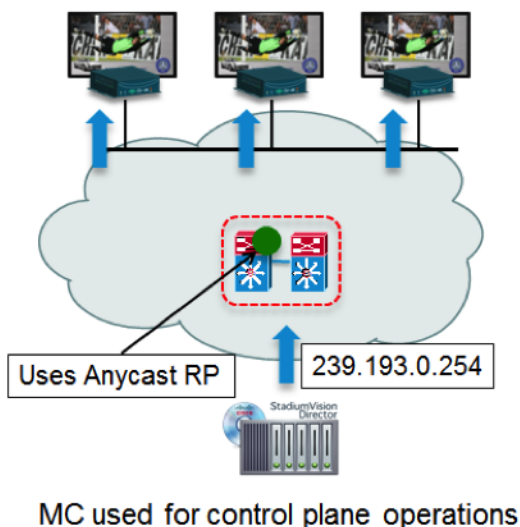 Uses Anycast RP
239.193.0.254
StadiumVision
Director
MC used for control plane operations